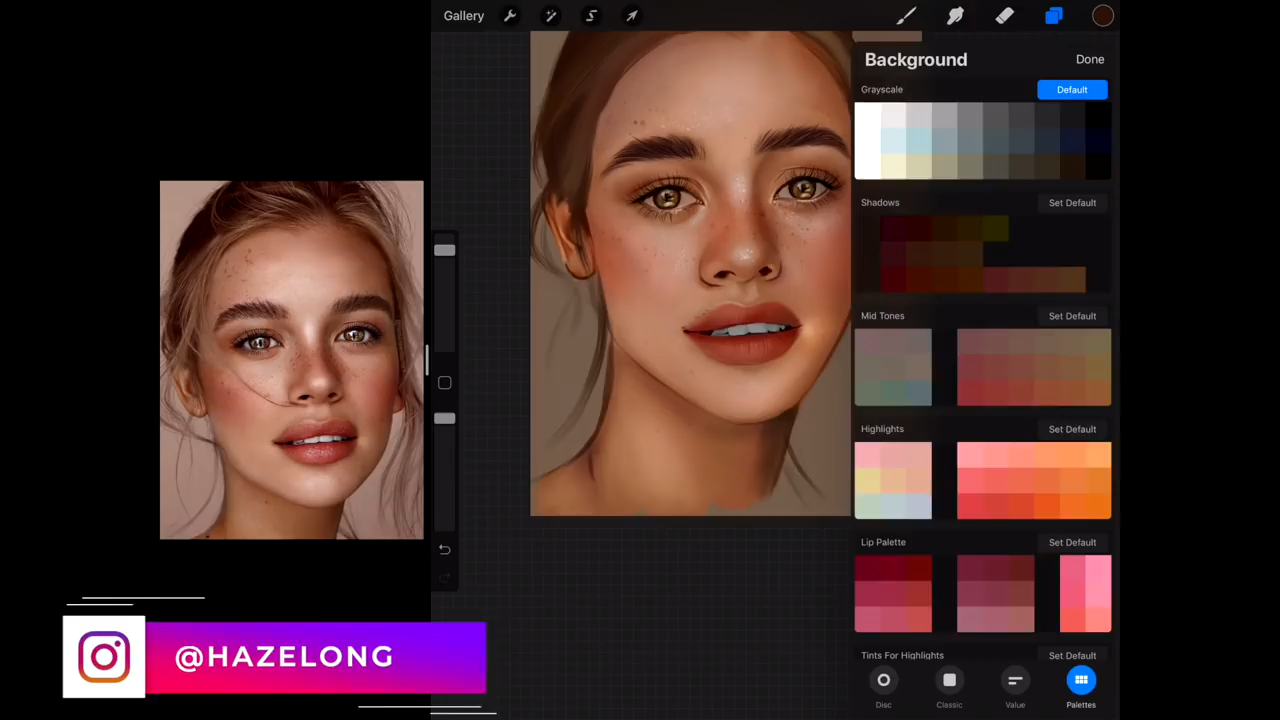 Gallery
Background
Done
Grayscale
Default
Shadows
Set Default
Mid Tones
Set Default
Highlights
Set Default
Lip Palette
Set Default
Tints For Highlights
Set Default
Disc
Classic
Value
Palettes
@HAZELONG